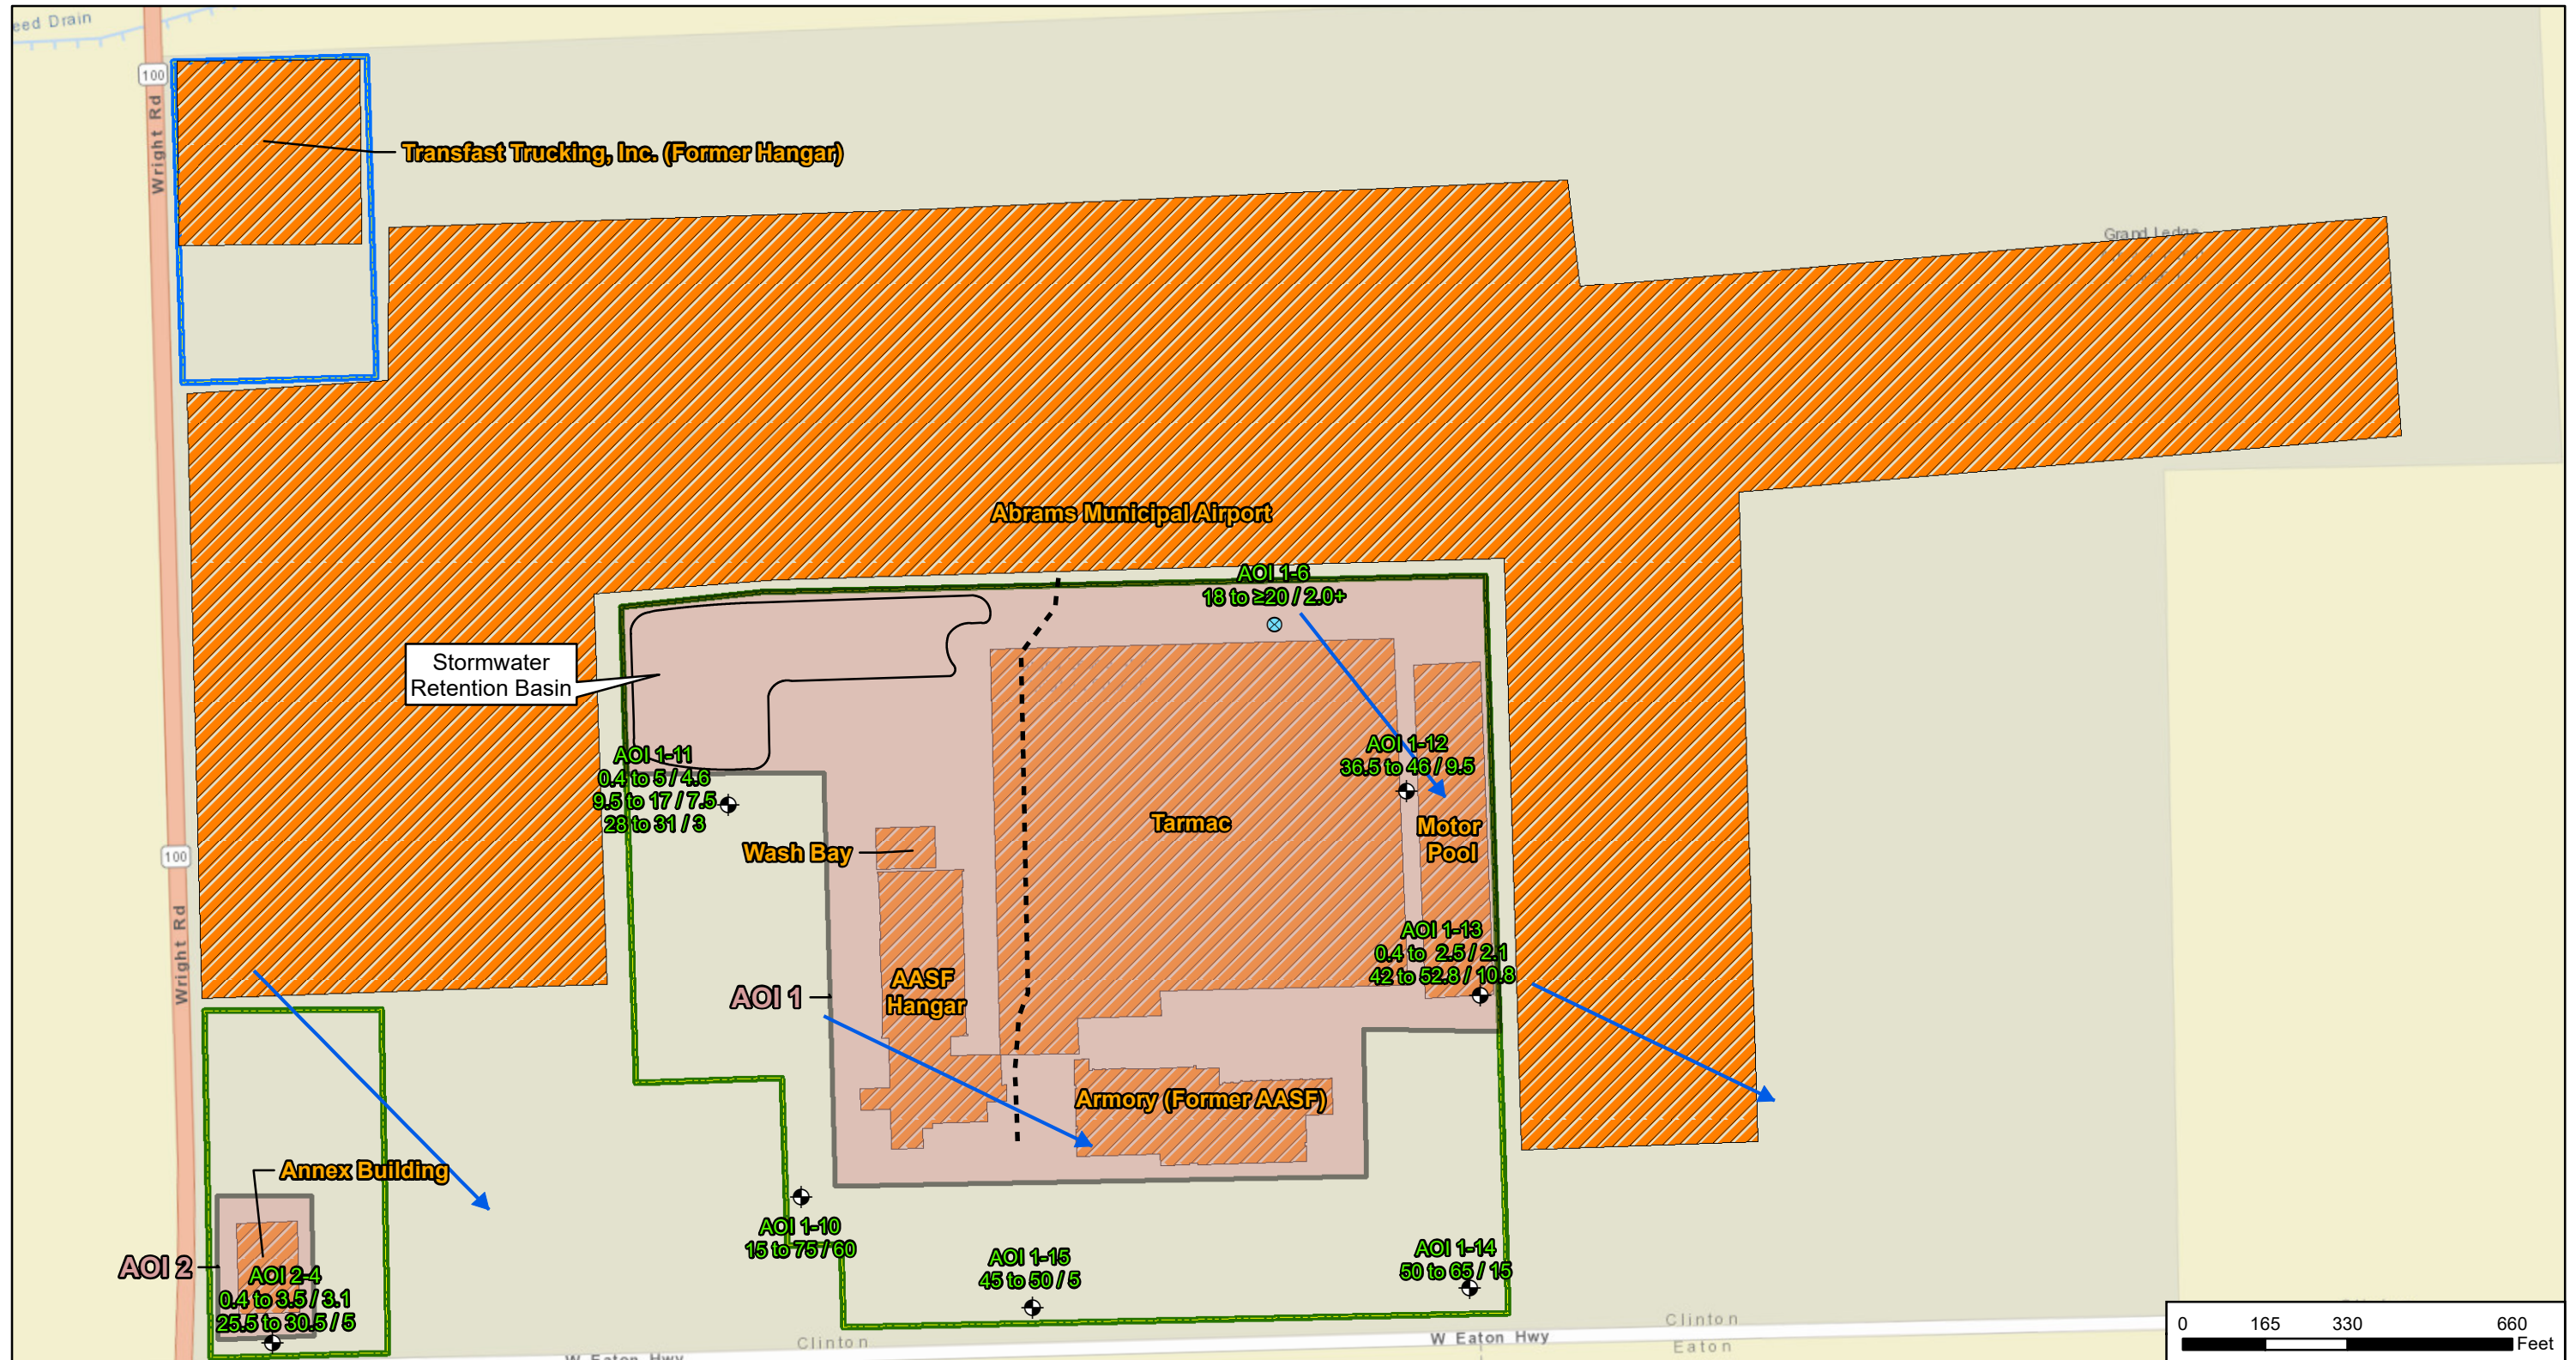 eed Drain
100
Wright Rd
Transfast Trucking, Inc. (Former Hangar)
Grand Ledge
Abrams Municipal Airport
AOI 1-6
18 to ≥20 / 2.0+
Stormwater
Retention Basin
AOI 1-11
0.4 to 5 / 4.6
9.5 to 17 / 7.5
28 to 31 / 3
AOI 1-12
36.5 to 46 / 9.5
Tarmac
Motor
Pool
Wash Bay
100
Wright Rd
AOI 1-13
0.4 to 2.5 / 2.1
42 to 52.8 / 10.8
AASF
Hangar
AOI 1
Armory (Former AASF)
Annex Building
AOI 1-10
15 to 75 / 60
AOI 1-15
45 to 50 / 5
AOI 1-14
50 to 65 / 15
AOI 2
AOI 2-4
0.4 to 3.5 / 3.1
25.5 to 30.5 / 5
Clinton
W Eaton Hwy
W Eaton Hwy
Clinton
Eaton
0 165 330 660
Feet